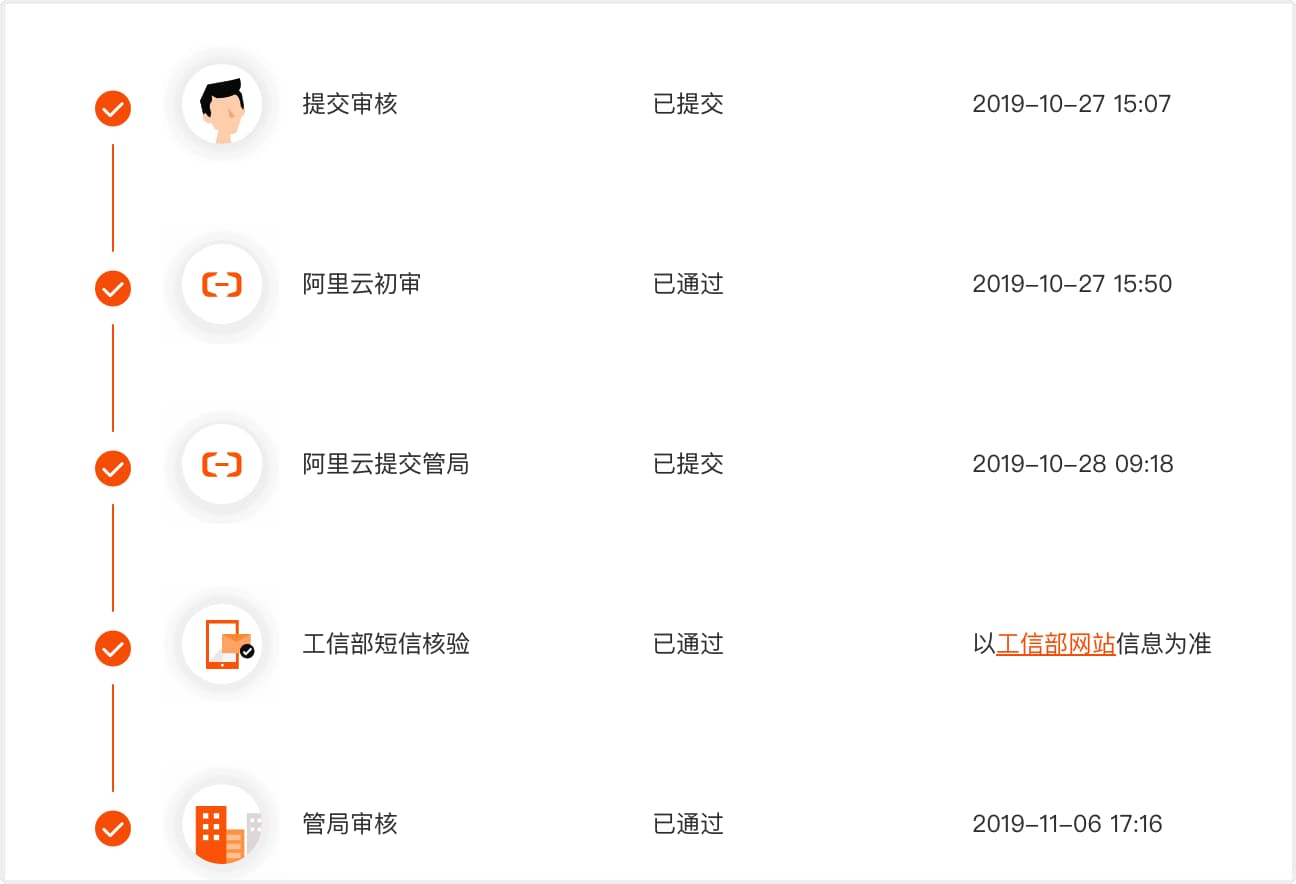 提交审核 已提交 2019-10-27 15:07
阿里云初审 已通过 2019-10-27 15:50
阿里云提交管局 已提交 2019-10-28 09:18
工信部短信核验 已通过 以工信部网站信息为准
管局审核 已通过 2019-11-06 17:16